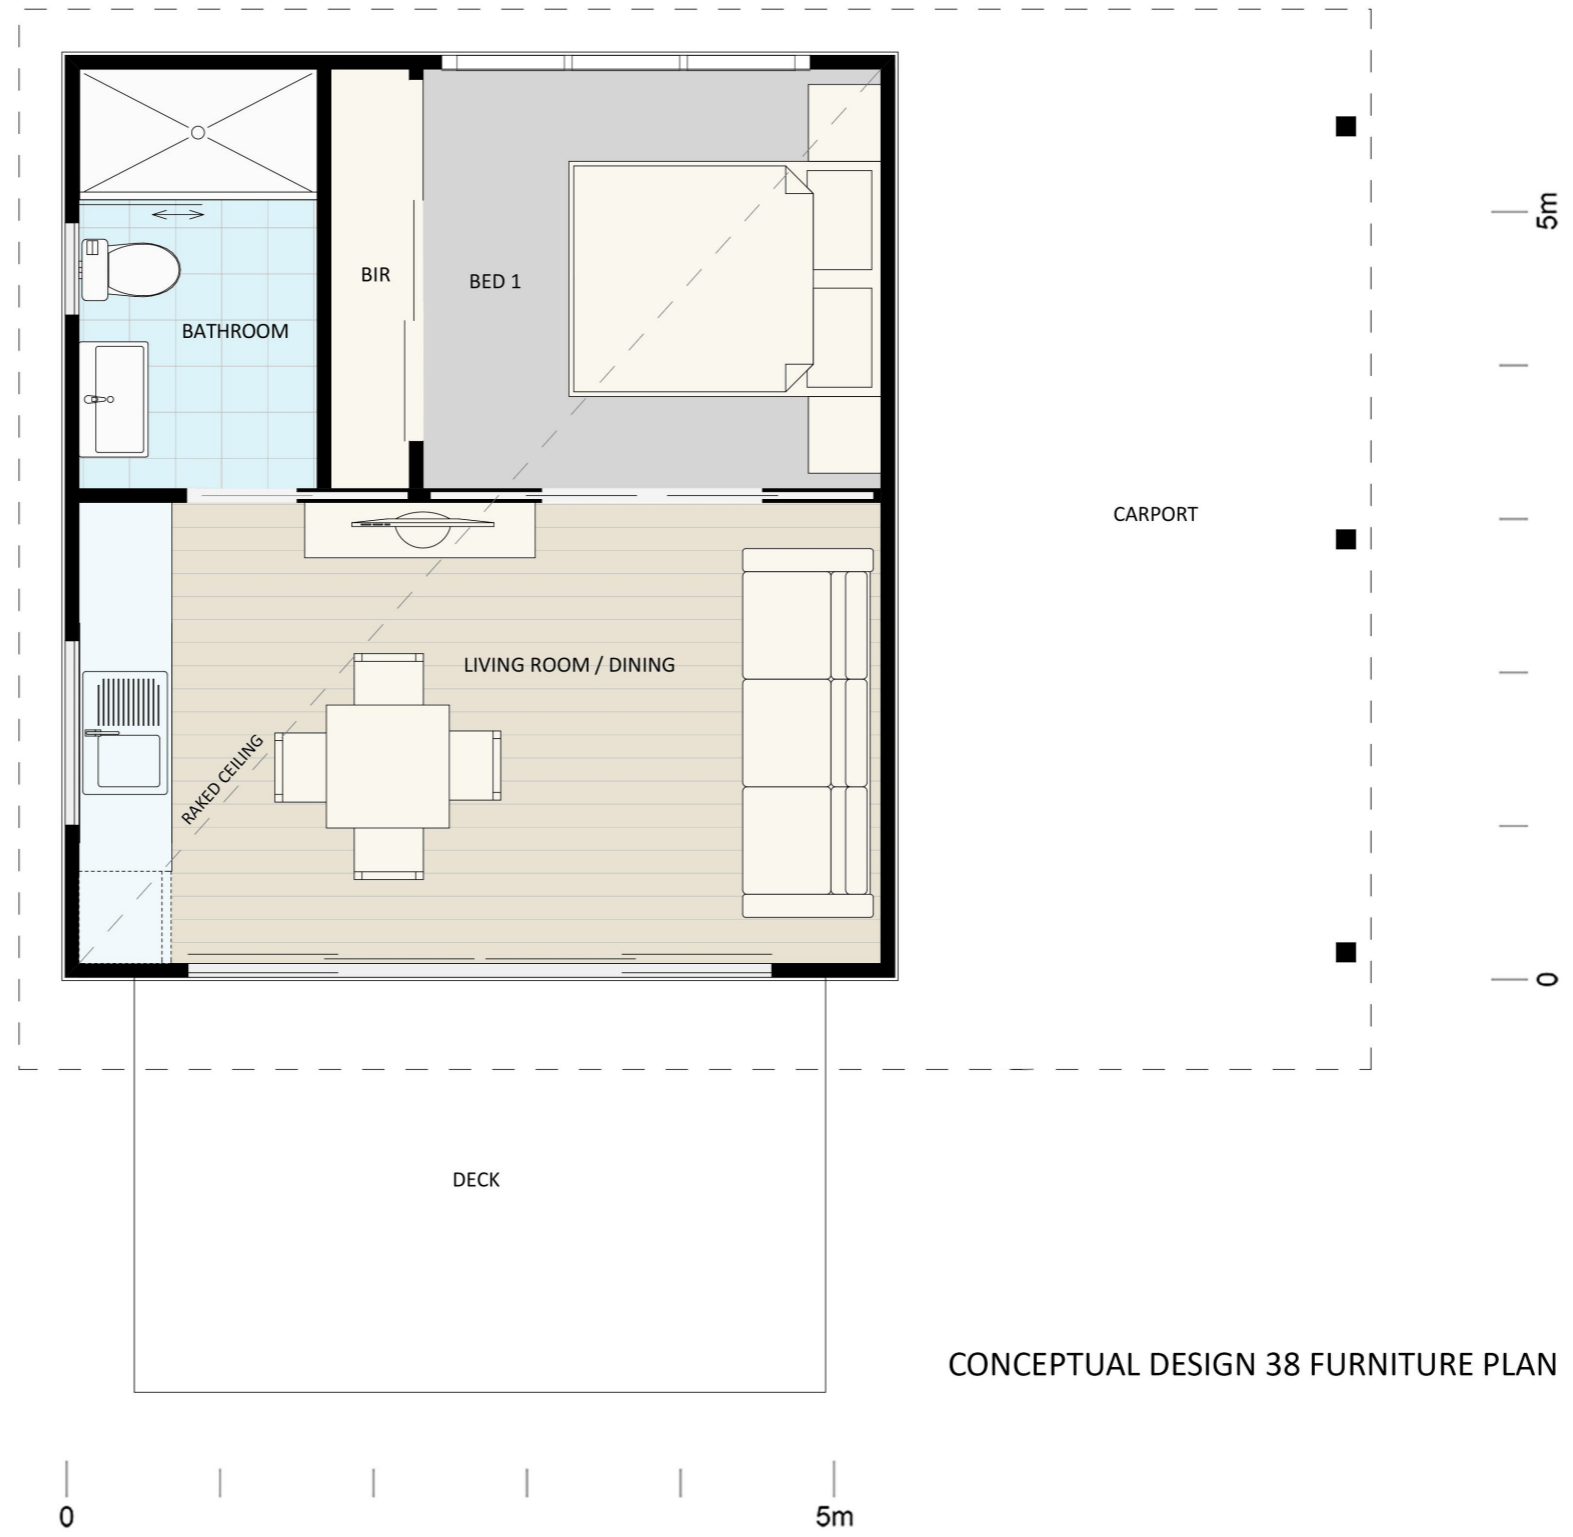 5m
BIR
BED 1
BATHROOM
CARPORT
LIVING ROOM / DINING
RAKED CEILING
0
DECK
CONCEPTUAL DESIGN 38 FURNITURE PLAN
0
5m